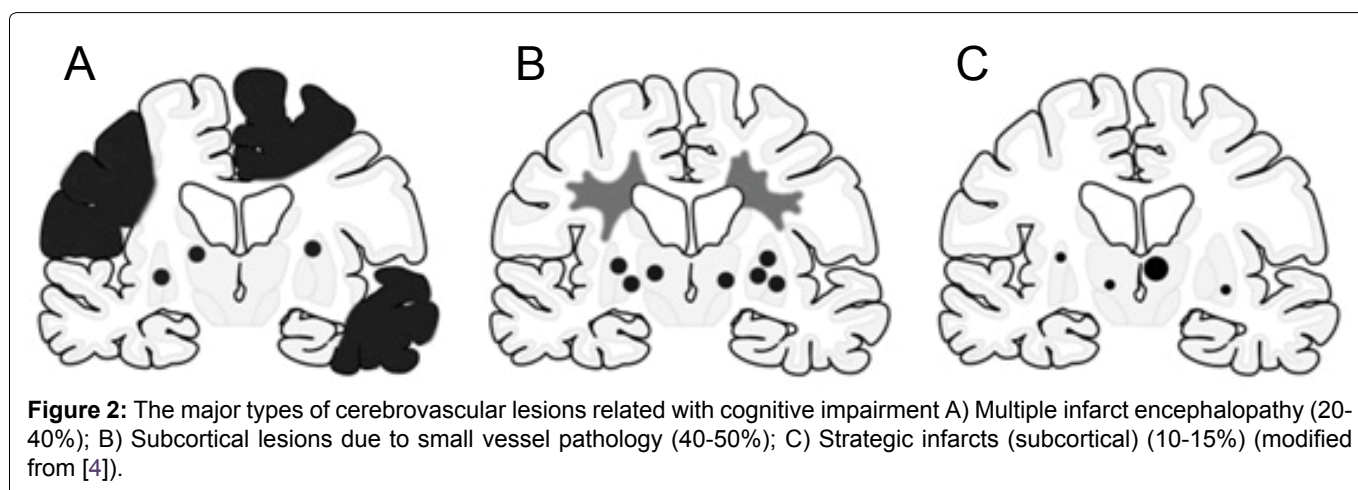 A B C
Figure 2: The major types of cerebrovascular lesions related with cognitive impairment A) Multiple infarct encephalopathy (20-
40%); B) Subcortical lesions due to small vessel pathology (40-50%); C) Strategic infarcts (subcortical) (10-15%) (modified
from [4]).